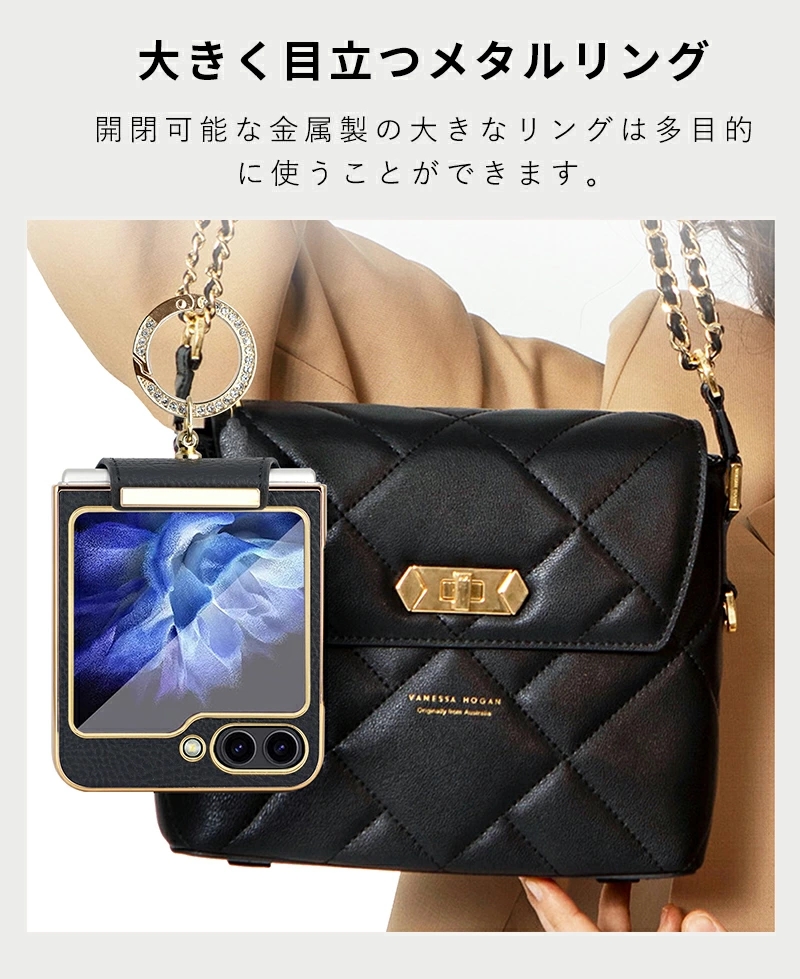 大きく目立つメタルリング
開閉可能な金属製の大きなリングは多目的
に使うことができます。
VANESSA HOGAN
Originally from Australia